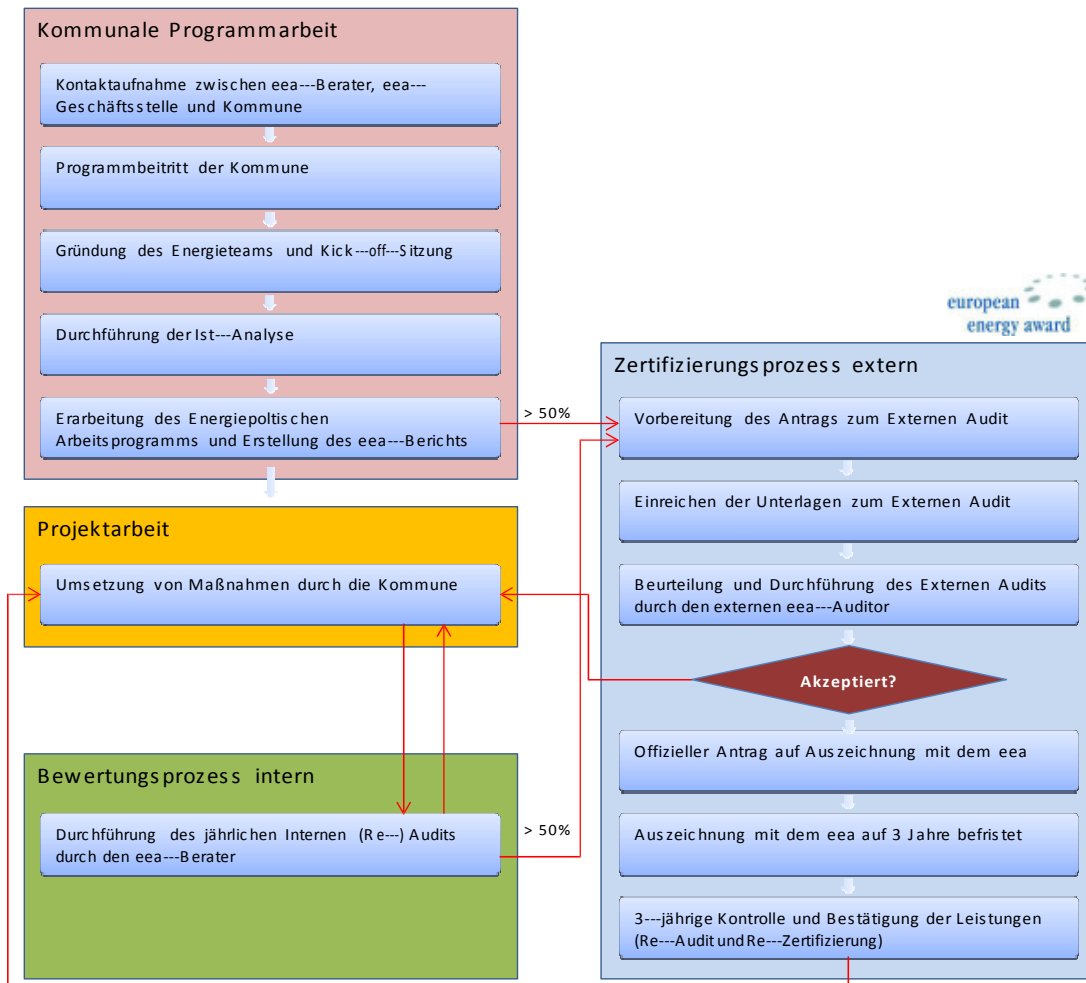 Kommunale Programmarbeit
Kontaktaufnahme zwischen eea---Berater, eea---
Geschäftsstelle und Kommune
Programmbeitritt der Kommune
Gründung des Energieteams und Kick---off---Sitzung
Durchführung der Ist---Analyse
Erarbeitung des Energiepoltischen
Arbeitsprogramms und Erstellung des eea---Berichts
> 50%
Projektarbeit
Umsetzung von Maßnahmen durch die Kommune
Bewertungsprozess intern
Durchführung des jährlichen Internen (Re---) Audits
durch den eea---Berater
> 50%
european
energy award
Zertifizierungsprozess extern
Vorbereitung des Antrags zum Externen Audit
Einreichen der Unterlagen zum Externen Audit
Beurteilung und Durchführung des Externen Audits
durch den externen eea---Auditor
Akzeptiert?
Offizieller Antrag auf Auszeichnung mit dem eea
Auszeichnung mit dem eea auf 3 Jahre befristet
3---jährige Kontrolle und Bestätigung der Leistungen
(Re---Audit und Re---Zertifizierung)